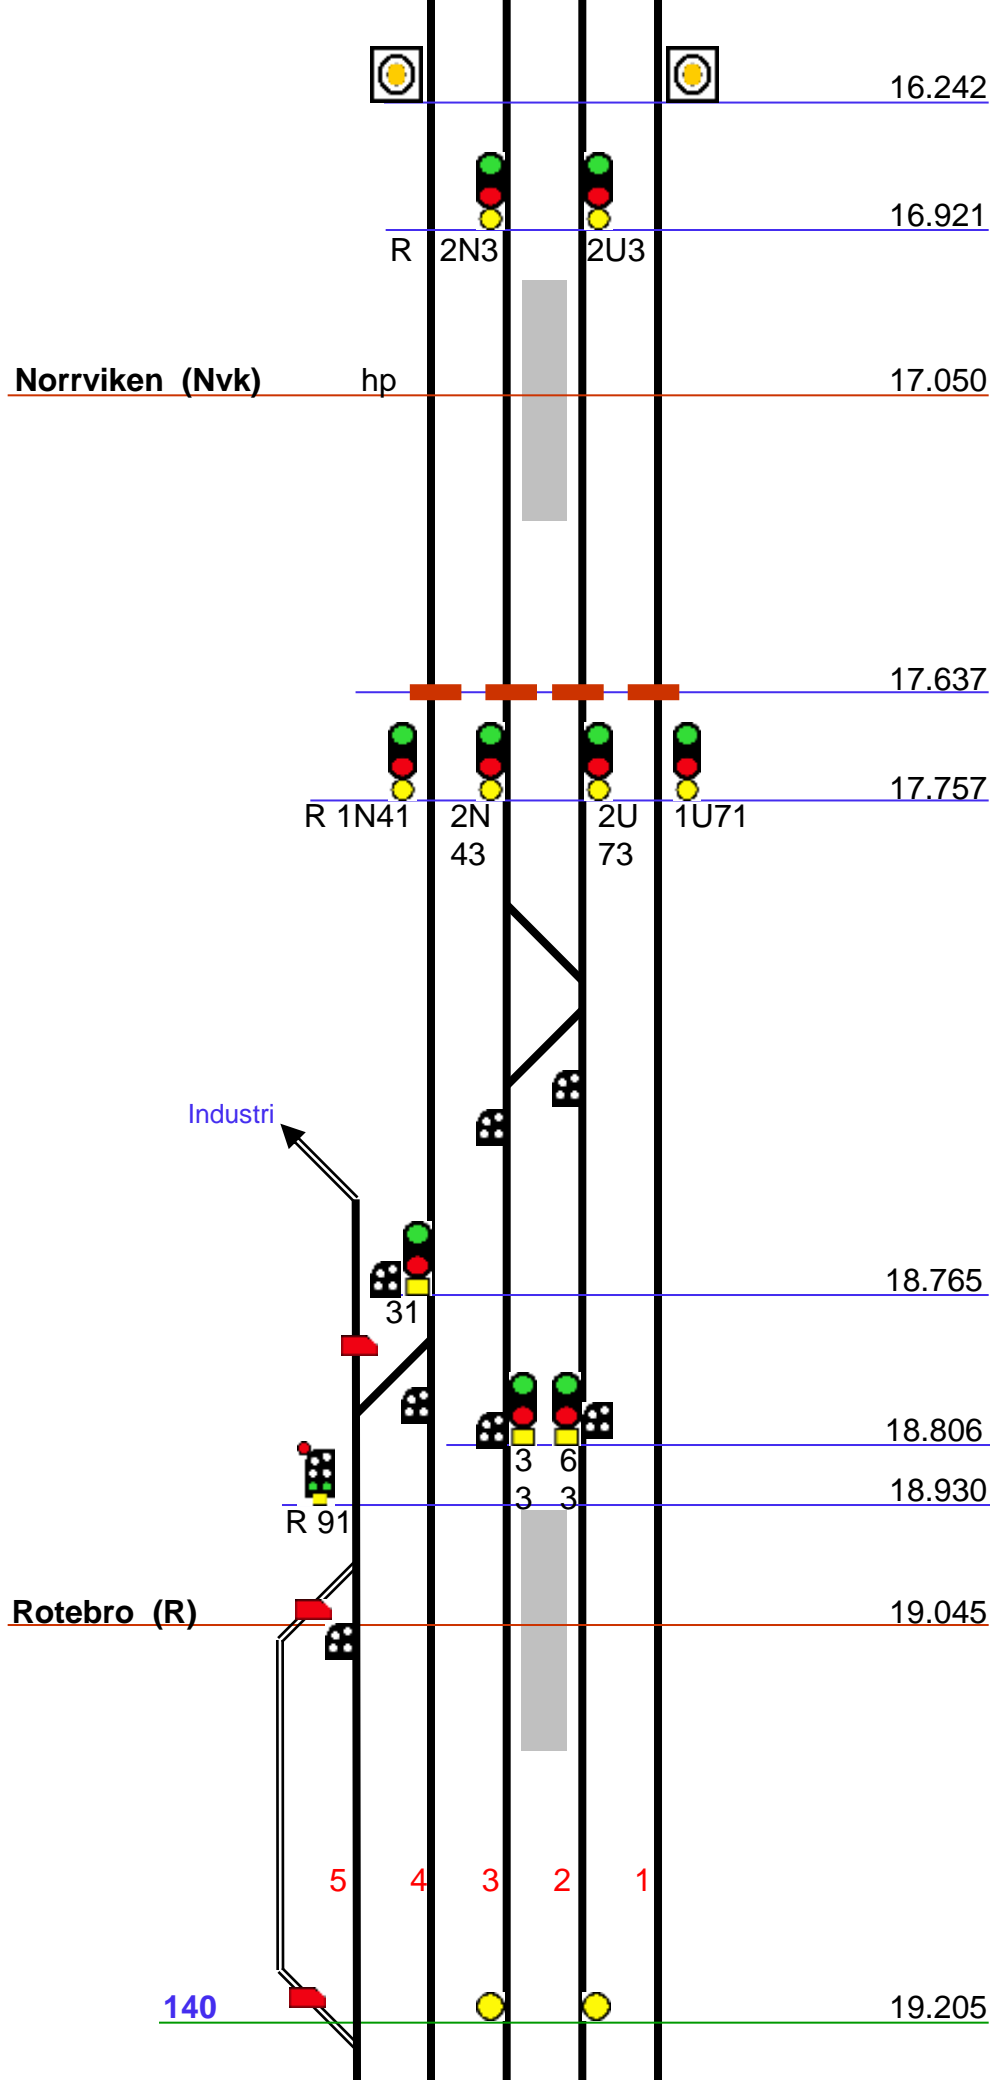 16.242
16.921
R 2N3 2U3
Norrviken (Nvk) hp 17.050
17.637
17.757
R 1N41 2N 2U 1U71
43 73
Industri
18.765
31
18.806
3 6
3 3
18.930
R 91
Rotebro (R) 19.045
5 4 3 2 1
140 19.205